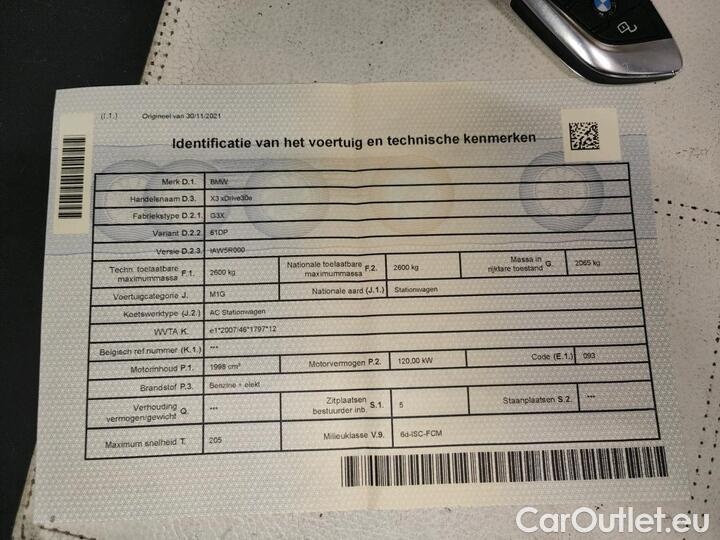 (I.1.) Origineel van 30/11/2021
Identificatie van het voertuig en technische kenmerken
Merk D.1. BMW
Handelsnaam D.3. X3 xDrive30e
Fabriekstype D.2.1. G3X
Variant D.2.2. 61DP
Versie D.2.3. IAW5R000
Techn. toelaatbare maximummassa F.1. 2600 kg Nationale toelaatbare maximummassa F.2. 2600 kg Massa in rijklare toestand G. 2065 kg
Voertuigcategorie J. M1G Nationale aard (J.1.) Stationwagen
Koetswerktype (J.2.) AC Stationwagen
WVTA K. e1*2007/46*1797*12
Belgisch ref.nummer (K.1.) ***
Motorinhoud P.1. 1998 cm³ Motorvermogen P.2. 120,00 kW Code (E.1.) 093
Brandstof P.3. Benzine + elekt
Verhouding vermogen/gewicht Q. *** Zitplaatsen bestuurder inb. S.1. 5 Staanplaatsen S.2. ***
Maximum snelheid T. 205 Milieuklasse V.9. 6d-ISC-FCM
CarOutlet.eu